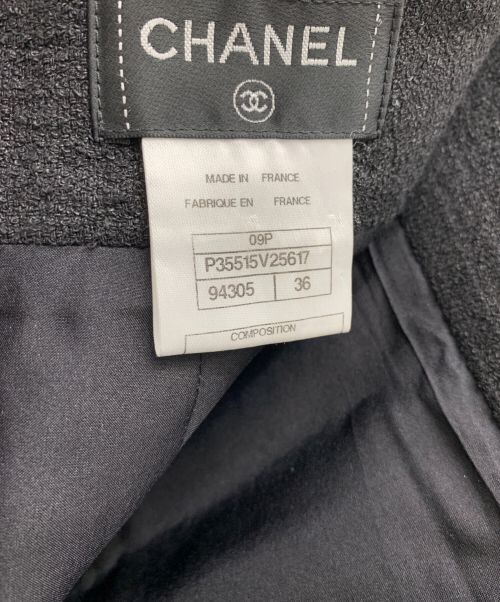 CHANEL
MADE IN FRANCE
FABRIQUE EN FRANCE
09P
P35515V25617
94305 36
COMPOSITION